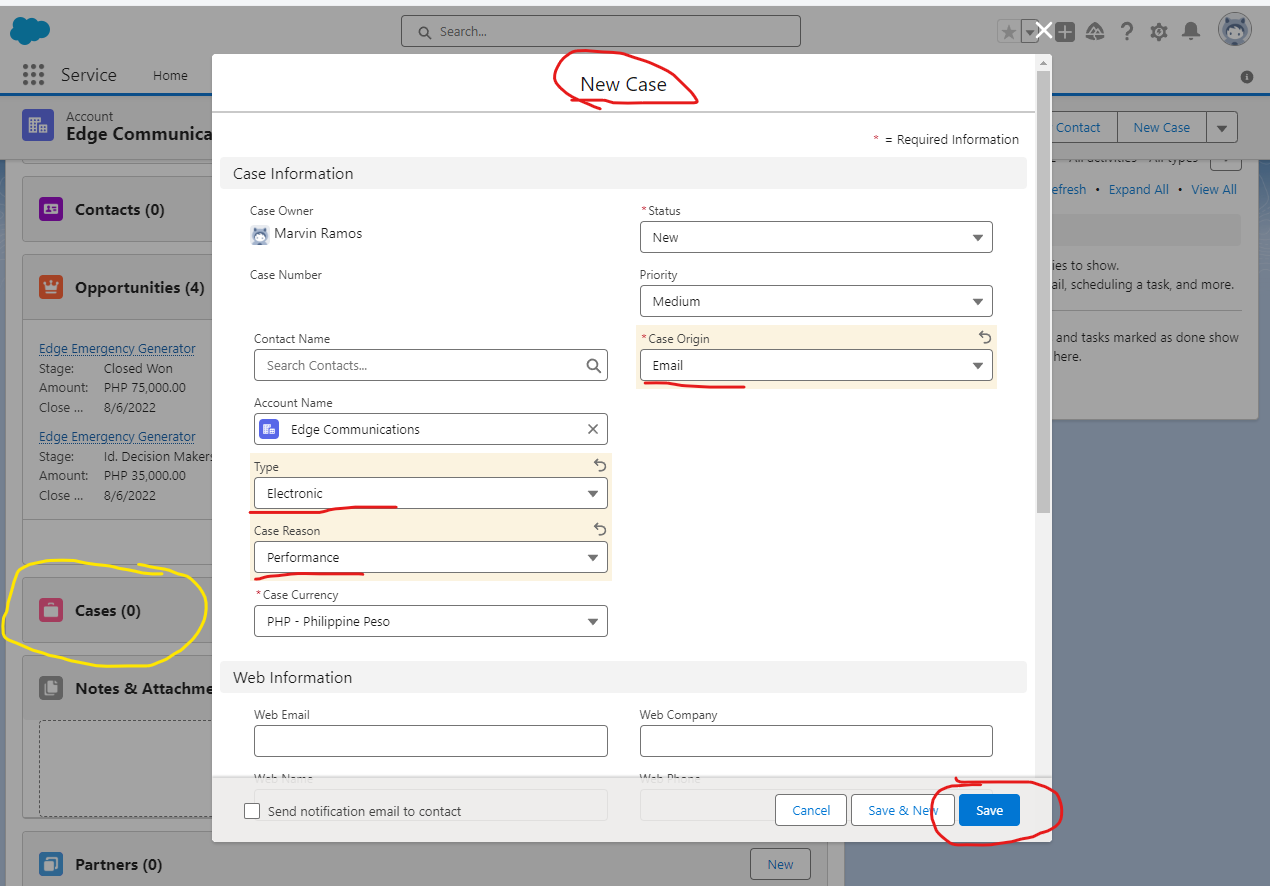 Search...
Service
Home
Account
Edge Communica
Contact
New Case
New Case
* = Required Information
All activities All types
efresh • Expand All • View All
Case Information
Contacts (0)
Case Owner
Marvin Ramos
*Status
New
Case Number
Priority
Medium
ies to show.
ail, scheduling a task, and more.
Opportunities (4)
Edge Emergency Generator
Stage: Closed Won
Amount: PHP 75,000.00
Close ... 8/6/2022
Edge Emergency Generator
Stage: Id. Decision Makers
Amount: PHP 35,000.00
Close ... 8/6/2022
Contact Name
Search Contacts...
*Case Origin
Email
and tasks marked as done show
here.
Account Name
Edge Communications
Type
Electronic
Case Reason
Performance
*Case Currency
PHP - Philippine Peso
Cases (0)
Web Information
Notes & Attachme
Web Email
Web Company
Web Name
Web Phone
Send notification email to contact
Cancel
Save & New
Save
Partners (0)
New